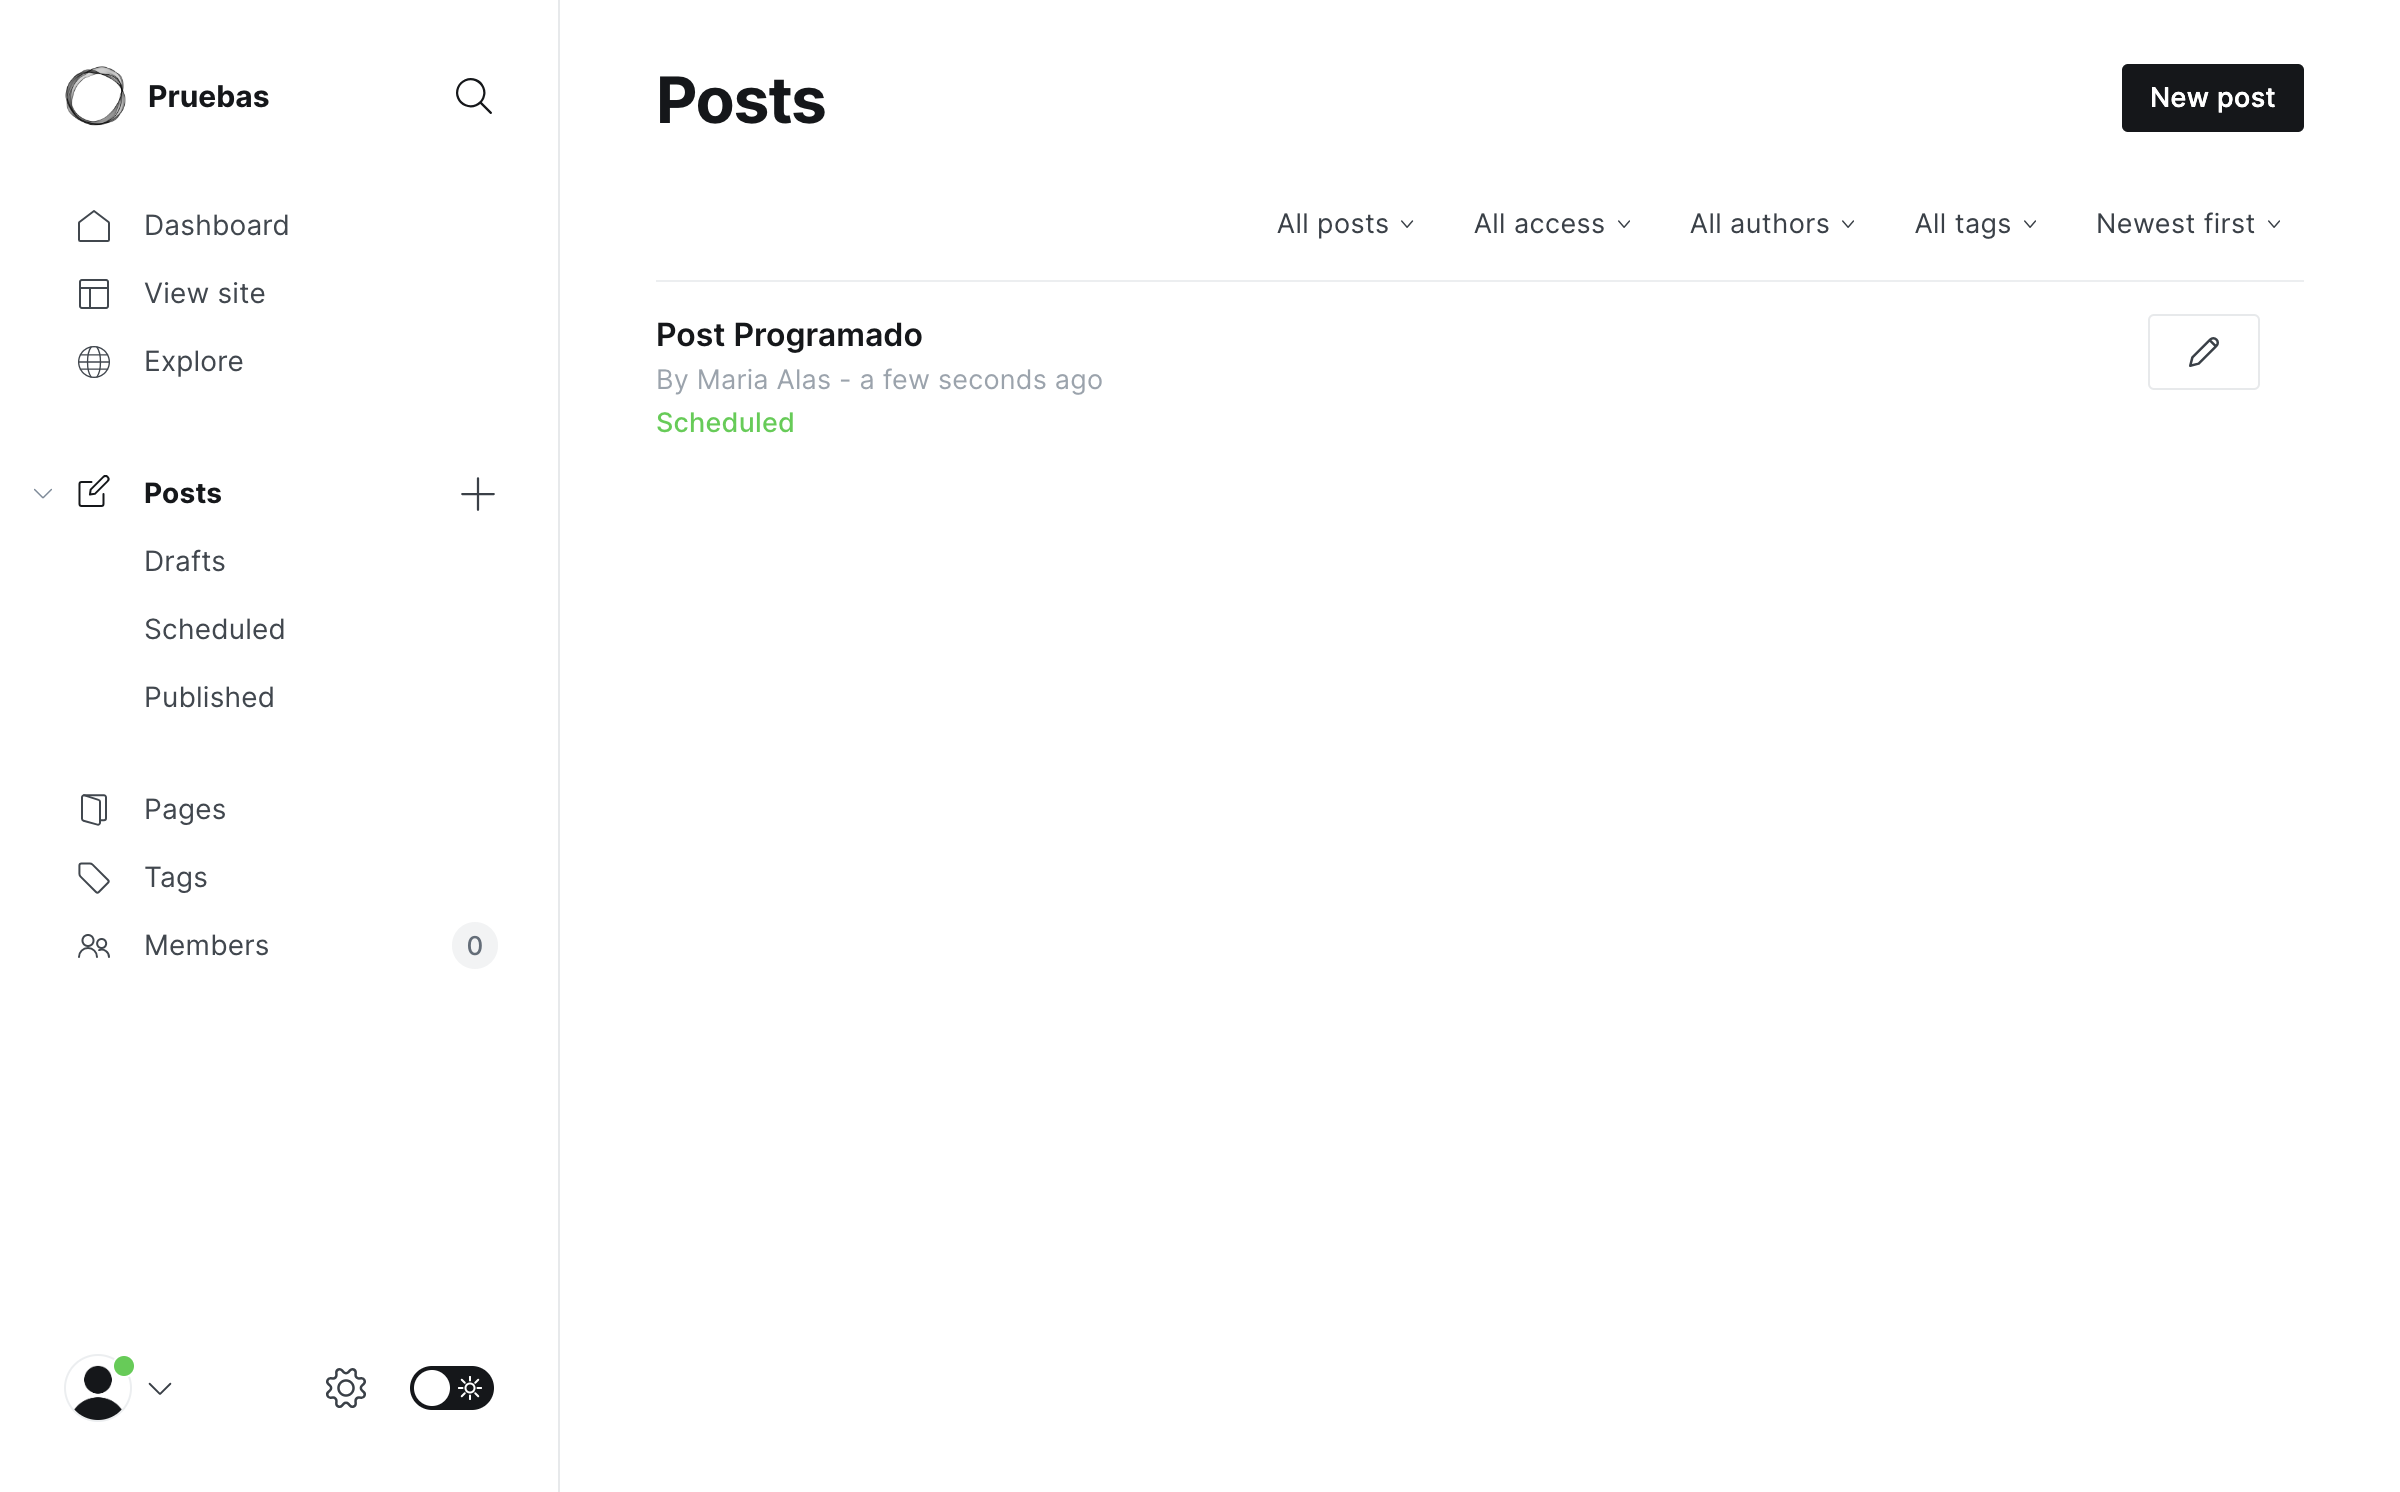 Pruebas
Dashboard
View site
Explore
Posts
Drafts
Scheduled
Published
Pages
Tags
Members 0
Posts
New post
All posts All access All authors All tags Newest first
Post Programado
By Maria Alas - a few seconds ago
Scheduled